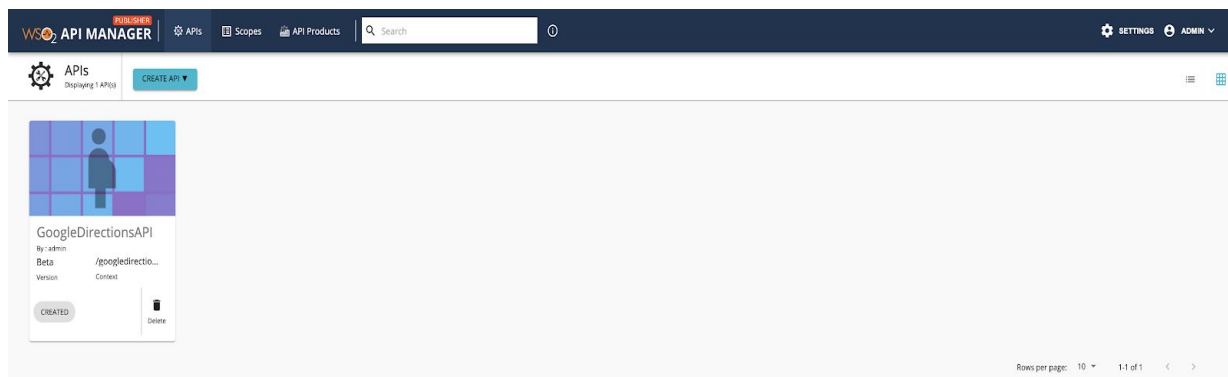 PUBLISHER
WSO2 API MANAGER
APIs
Scopes
API Products
Search
SETTINGS
ADMIN
APIs
Displaying 1 API(s)
CREATE API ▼
GoogleDirectionsAPI
By : admin
Beta /googledirectio...
Version Context
CREATED
Delete
Rows per page: 10 1-1 of 1